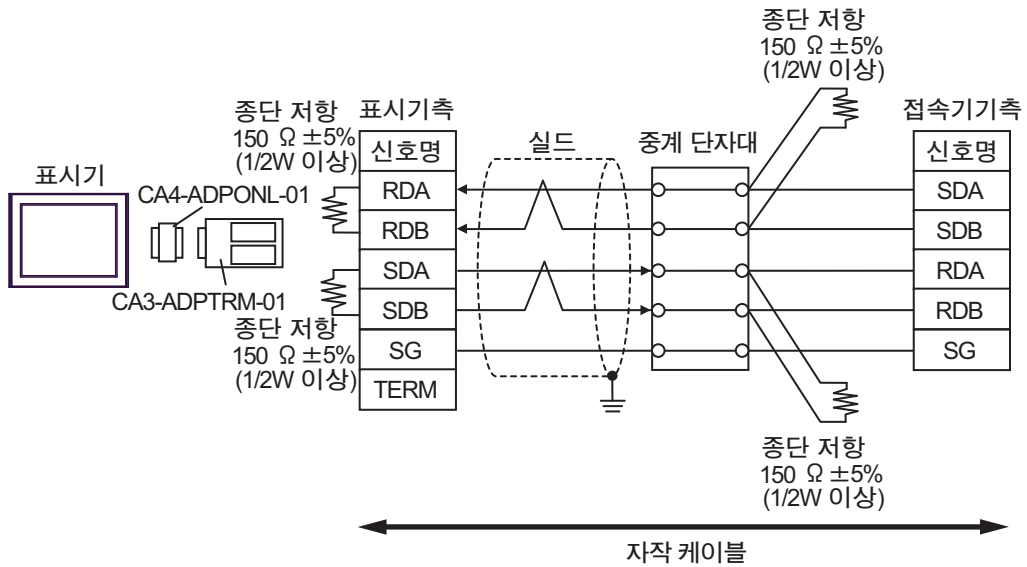 종단 저항
150 Ω ±5%
(1/2W 이상)
종단 저항
150 Ω ±5%
(1/2W 이상)
표시기측
실드
중계 단자대
접속기기측
표시기
CA4-ADPONL-01
CA3-ADPTRM-01
신호명
RDA
RDB
SDA
SDB
SG
TERM
신호명
SDA
SDB
RDA
RDB
SG
종단 저항
150 Ω ±5%
(1/2W 이상)
종단 저항
150 Ω ±5%
(1/2W 이상)
자작 케이블